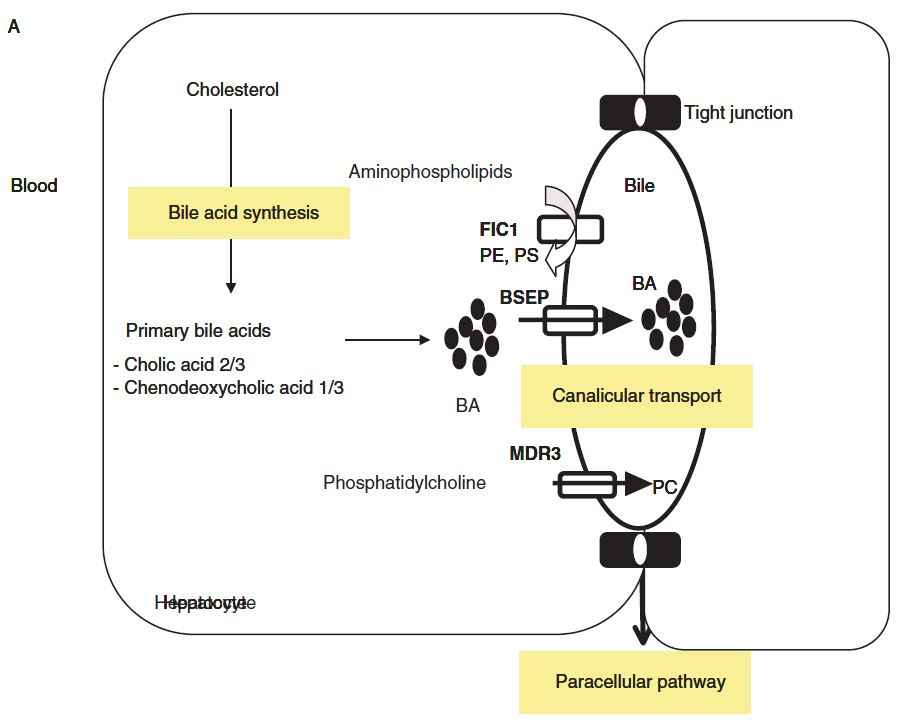 A
Cholesterol
Tight junction
Aminophospholipids
Blood
Bile
Bile acid synthesis
FIC1
PE, PS
BA
BSEP
Primary bile acids
- Cholic acid 2/3
- Chenodeoxycholic acid 1/3
BA
Canalicular transport
MDR3
Phosphatidylcholine
PC
Hepatocyte
Paracellular pathway